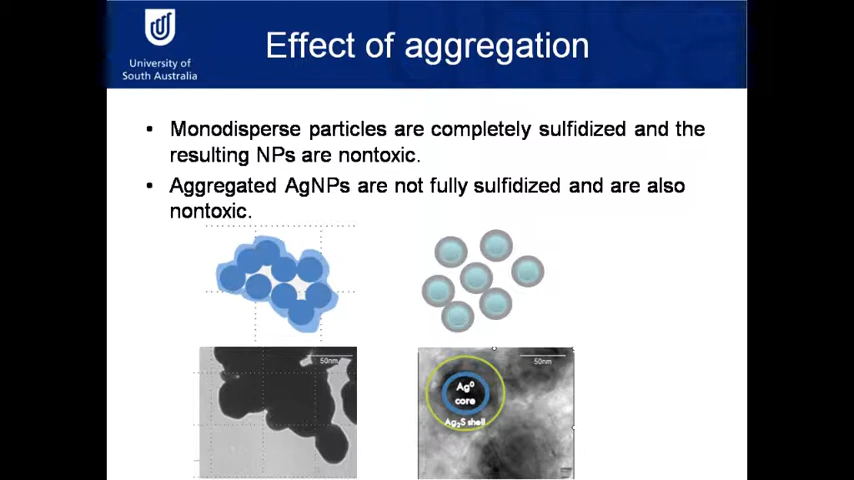 University of
South Australia
Effect of aggregation
• Monodisperse particles are completely sulfidized and the
resulting NPs are nontoxic.
• Aggregated AgNPs are not fully sulfidized and are also
nontoxic.
50nm
50nm
Ag⁰
core
Ag₂S shell